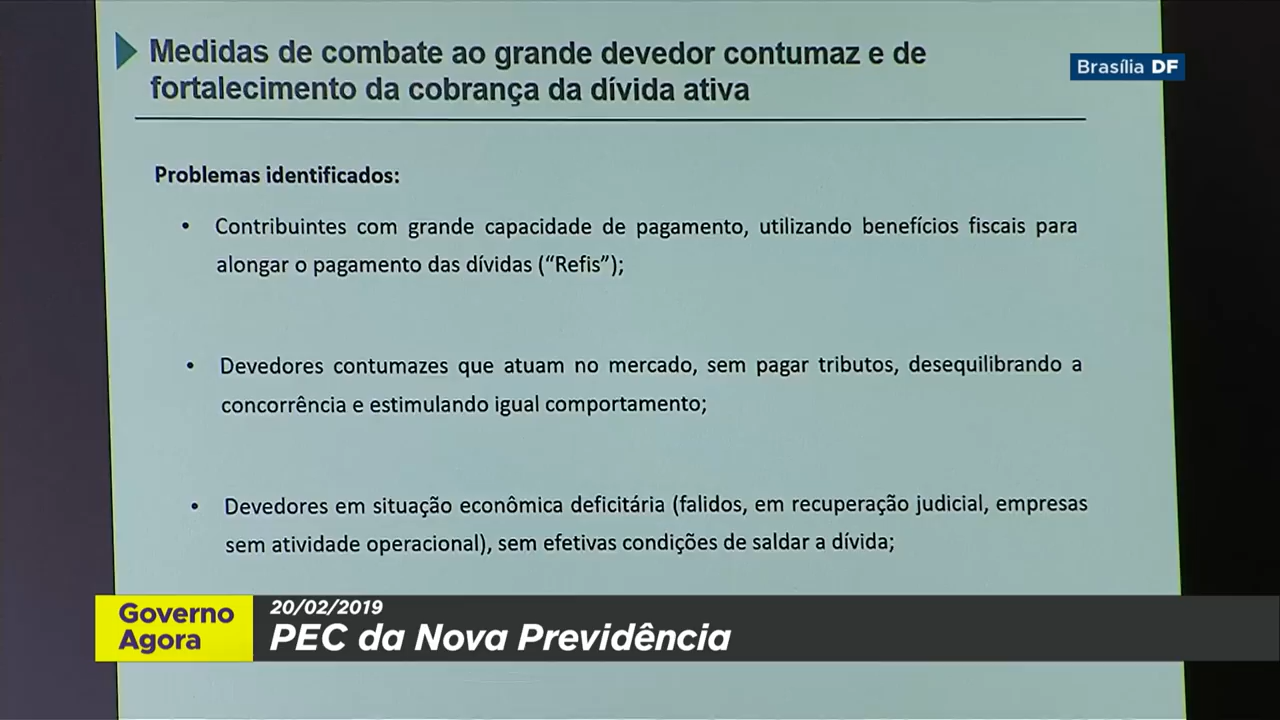 Medidas de combate ao grande devedor contumaz e de
fortalecimento da cobrança da dívida ativa
Brasília DF
Problemas identificados:
• Contribuintes com grande capacidade de pagamento, utilizando benefícios fiscais para
alongar o pagamento das dívidas (“Refis”);
• Devedores contumazes que atuam no mercado, sem pagar tributos, desequilibrando a
concorrência e estimulando igual comportamento;
• Devedores em situação econômica deficitária (falidos, em recuperação judicial, empresas
sem atividade operacional), sem efetivas condições de saldar a dívida;
Governo
Agora
20/02/2019
PEC da Nova Previdência